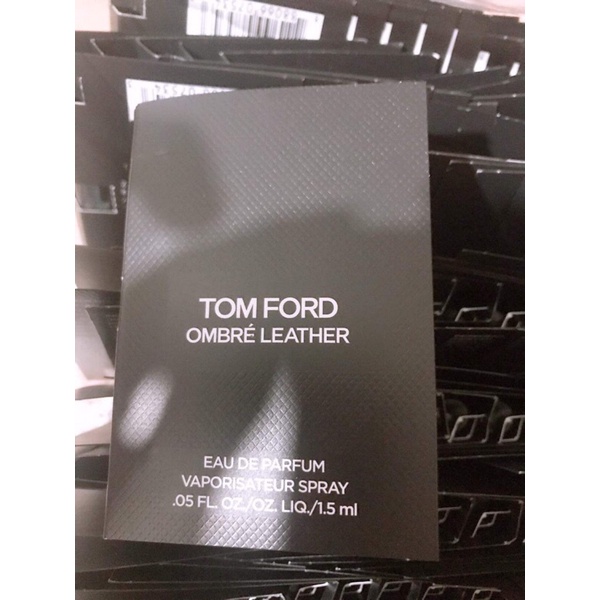 TOM FORD
OMBRÉ LEATHER
EAU DE PARFUM
VAPORISATEUR SPRAY
.05 FL. OZ./OZ. LIQ./1.5 ml